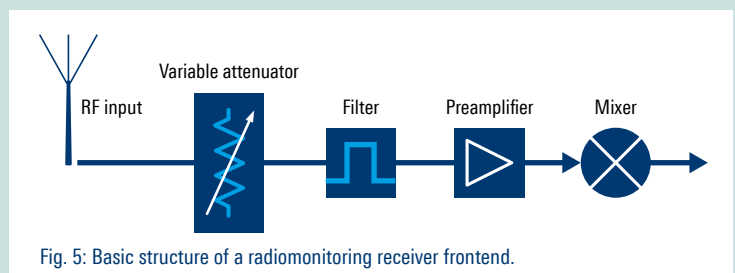 Variable attenuator
RF input
Filter
Preamplifier
Mixer
Fig. 5: Basic structure of a radiomonitoring receiver frontend.